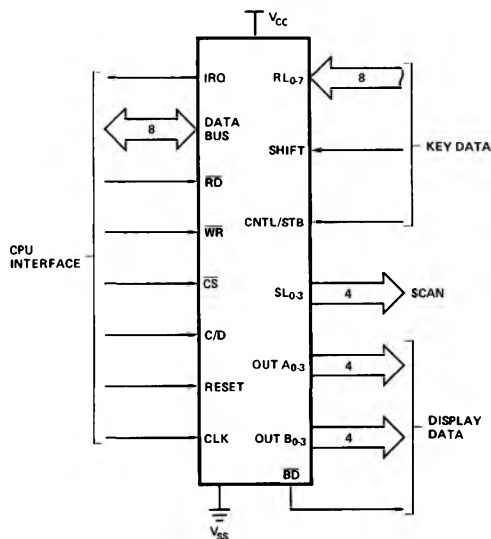 VCC
IRQ
RL0-7
8
DATA
BUS
8
SHIFT
KEY DATA
RD
CNTL/STB
WR
CPU
INTERFACE
CS
SL0-3
4
SCAN
C/D
OUT A0-3
4
RESET
DISPLAY
DATA
CLK
OUT B0-3
4
BD
VSS